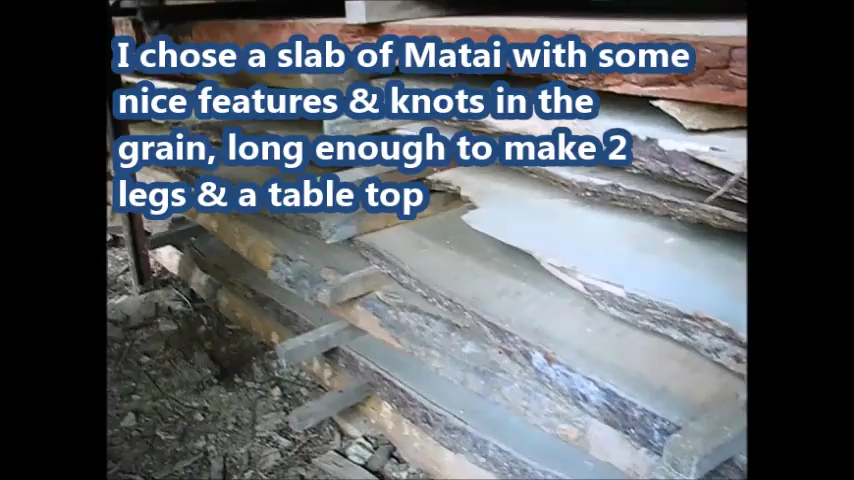 I chose a slab of Matai with some
nice features & knots in the
grain, long enough to make 2
legs & a table top